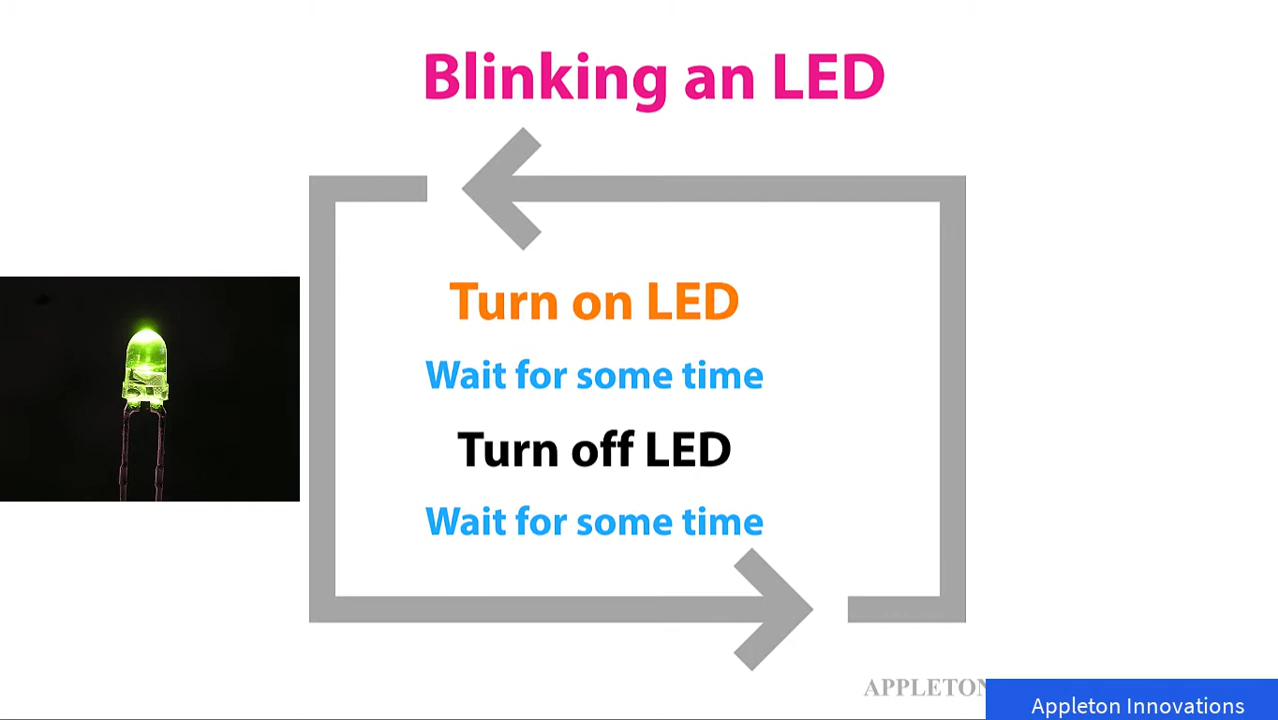 Blinking an LED
Turn on LED
Wait for some time
Turn off LED
Wait for some time
APPLETON
Appleton Innovations